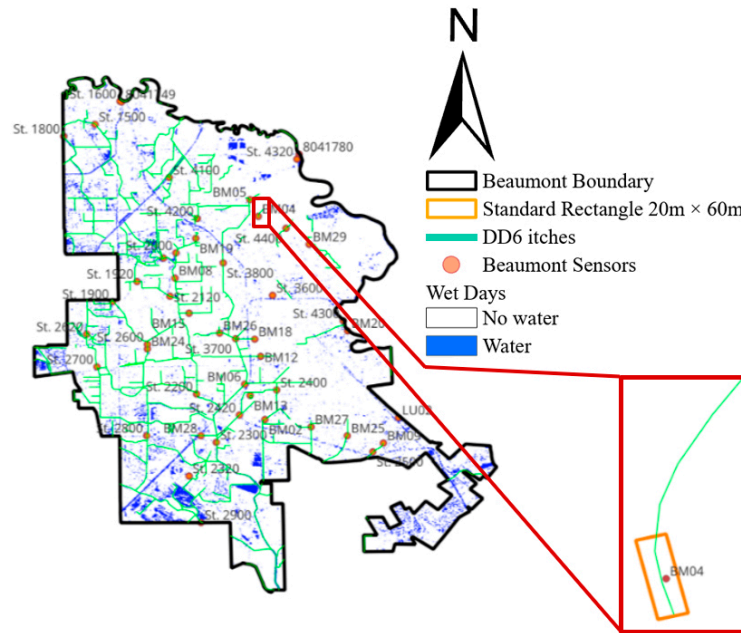 N
St. 1600
8041749
St. 1500
St. 1800
St. 4320
8041780
St. 4100
BM05
BM04
St. 4200
St. 4400
BM29
BM19
St. 3800
BM08
St. 1920
St. 3600
St. 1900
St. 2120
St. 4300
BM15
BM20
St. 2620
St. 2600
BM26
BM18
BM24
St. 3700
BM12
St. 2700
BM06
St. 2200
St. 2400
St. 2420
BM13
LU02
St. 2800
BM28
St. 2300
BM02
BM27
BM25
BM09
St. 2320
St. 2900
Beaumont Boundary
Standard Rectangle 20m × 60m
DD6 itches
Beaumont Sensors
Wet Days
No water
Water
BM04